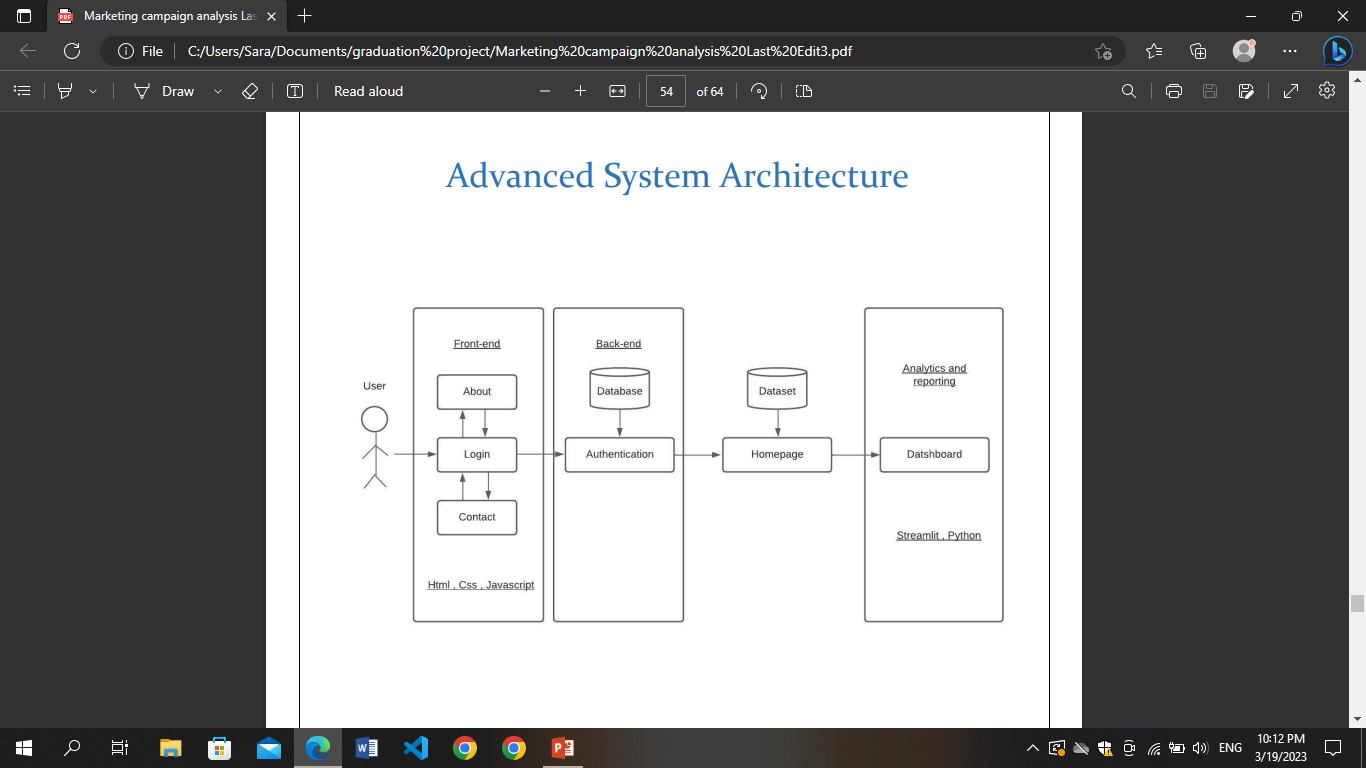 Marketing campaign analysis Las
File
C:/Users/Sara/Documents/graduation%20project/Marketing%20campaign%20analysis%20Last%20Edit3.pdf
Draw
Read aloud
54
of 64
Advanced System Architecture
User
Front-end
About
Login
Contact
Html , Css , Javascript
Back-end
Database
Authentication
Dataset
Homepage
Analytics and
reporting
Datshboard
Streamlit , Python
ENG
10:12 PM
3/19/2023